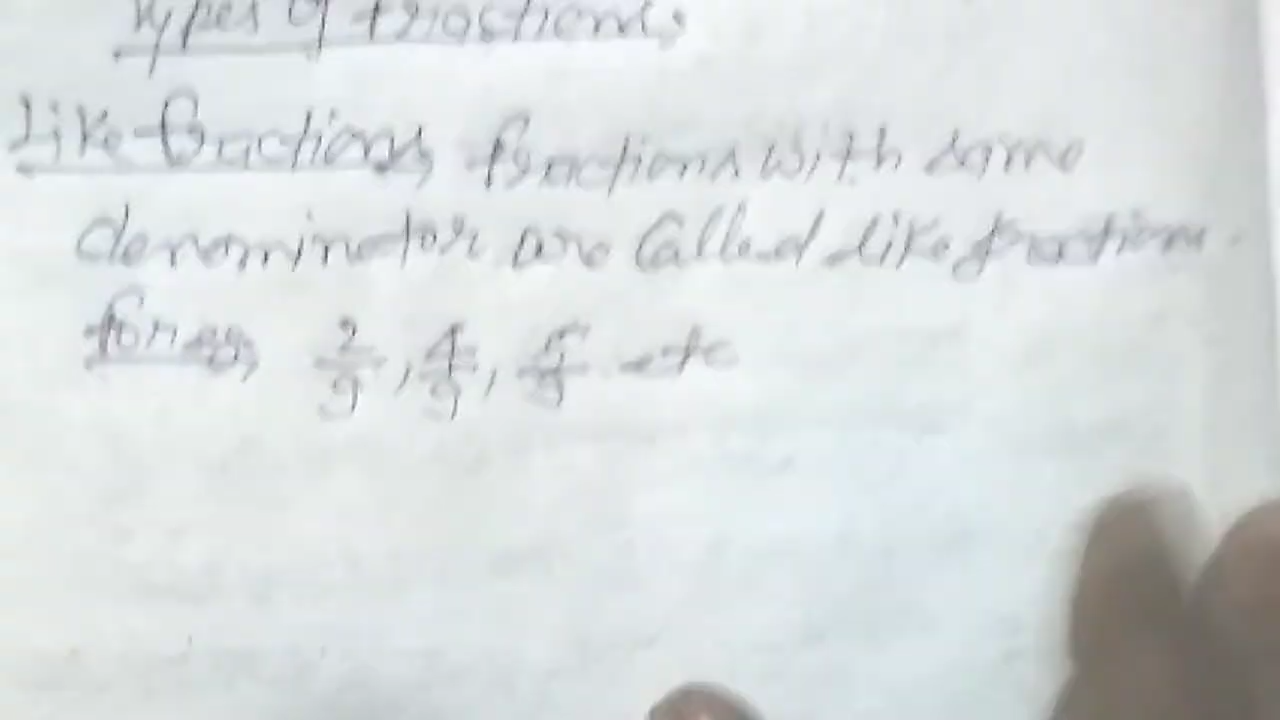 Types of fractions
Like fractions, fractions with same
denominator are called like fractions.
for eg, 2/9, 4/9, 5/9 etc